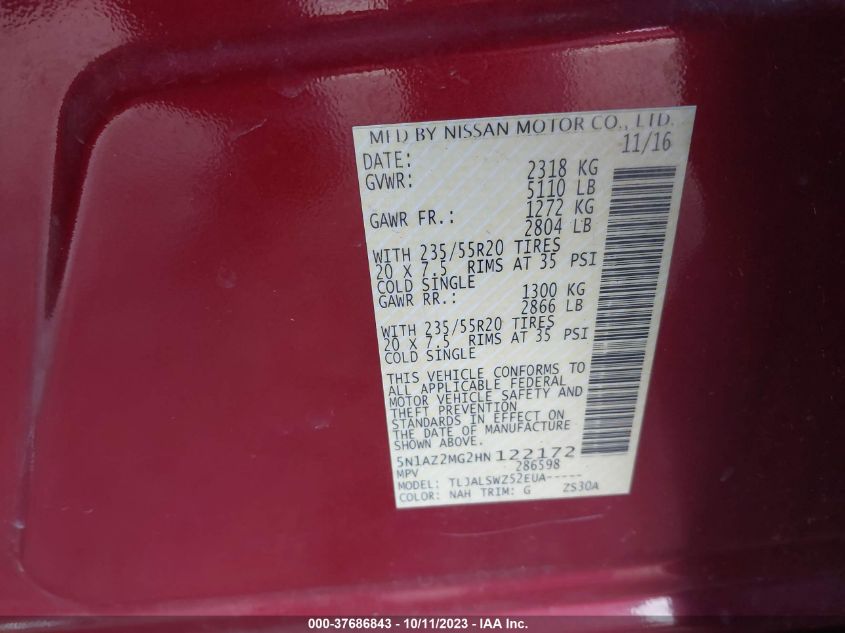 MFD BY NISSAN MOTOR CO., LTD.
DATE: 11/16
GVWR: 2318 KG
5110 LB
GAWR FR.: 1272 KG
2804 LB
WITH 235/55R20 TIRES
20 X 7.5 RIMS AT 35 PSI
COLD SINGLE
GAWR RR.: 1300 KG
2866 LB
WITH 235/55R20 TIRES
20 X 7.5 RIMS AT 35 PSI
COLD SINGLE
THIS VEHICLE CONFORMS TO
ALL APPLICABLE FEDERAL
MOTOR VEHICLE SAFETY AND
THEFT PREVENTION
STANDARDS IN EFFECT ON
THE DATE OF MANUFACTURE
SHOWN ABOVE.
5N1AZ2MG2HN 122172
MPV 286598
MODEL: TLJALSWZ52EUA-----
COLOR: NAH TRIM: G ZS30A
000-37686843 / 10/11/2023 - IAA Inc.